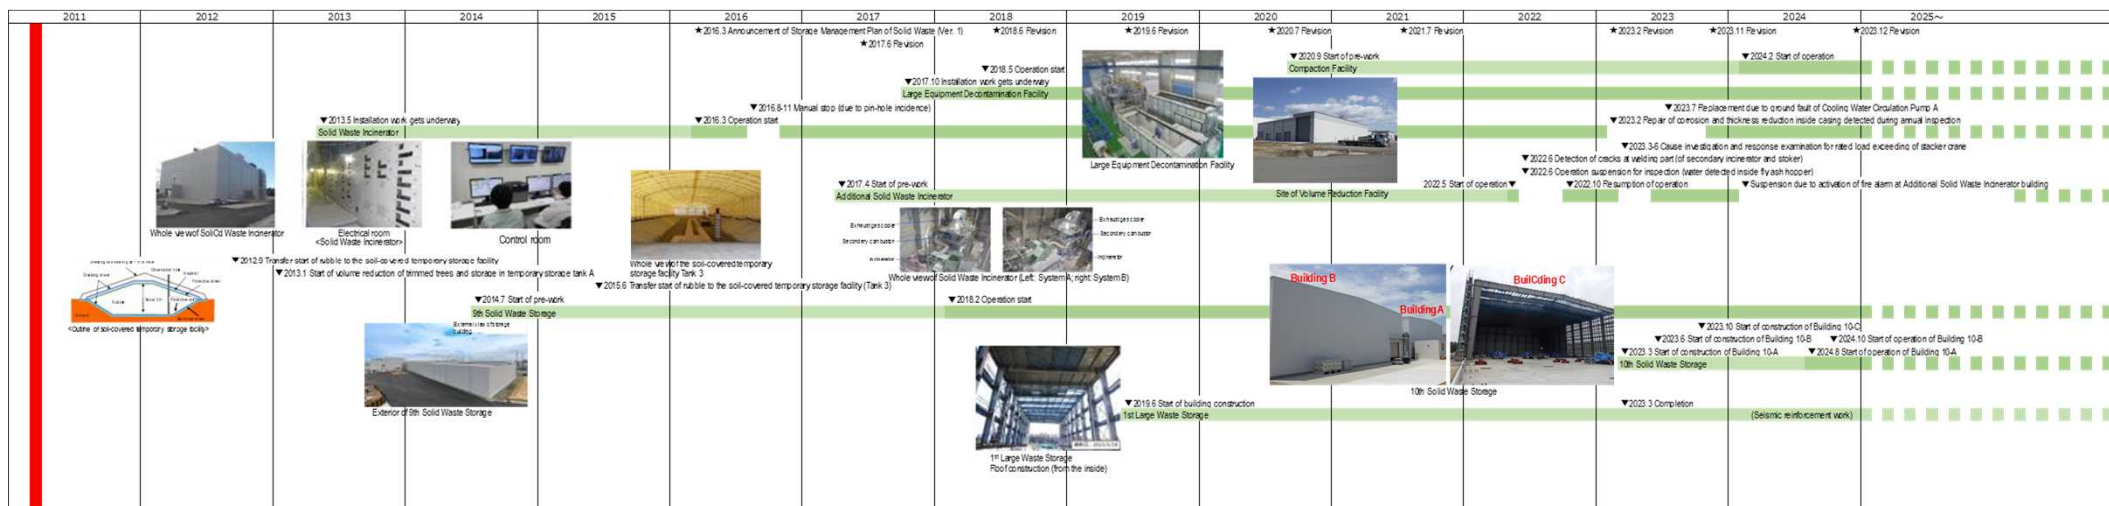 2011 2012 2013 2014 2015 2016 2017 2018 2019 2020 2021 2022 2023 2024 2025～
★2016.3 Announcement of Storage Management Plan of Solid Waste (Ver. 1)
★2018.6 Revision
★2019.6 Revision
★2020.7 Revision
★2021.7 Revision
★2023.2 Revision
★2023.11 Revision
★2023.12 Revision
★2017.6 Revision
▼2020.9 Start of pre-work
▼2024.2 Start of operation
Compaction Facility
▼2018.5 Operation start
▼2017.10 Installation work gets underway
Large Equipment Decontamination Facility
▼2016.8-11 Manual stop (due to pin-hole incidence)
▼2023.7 Replacement due to ground fault of Cooling Water Circulation Pump A
▼2013.5 Installation work gets underway
▼2016.3 Operation start
▼2023.2 Repair of corrosion and thickness reduction inside casing detected during annual inspection
Solid Waste Incinerator
▼2023.3-6 Cause investigation and response examination for rated load exceeding of stacker crane
▼2022.6 Detection of cracks at welding part (of secondary incinerator and stoker)
Large Equipment Decontamination Facility
▼2022.6 Operation suspension for inspection (water detected inside fly ash hopper)
▼2017.4 Start of pre-work
2022.5 Start of operation▼
▼2022.10 Resumption of operation
▼Suspension due to activation of fire alarm at Additional Solid Waste Incinerator building
Additional Solid Waste Incinerator
Site of Volume Reduction Facility
Exhaust gas cooler
Secondary combustor
Incinerator
Exhaust gas cooler
Secondary combustor
Incinerator
Whole view of SoliCd Waste Incinerator
Electrical room
<Solid Waste Incinerator>
Control room
▼2012.9 Transfer start of rubble to the soil-covered temporary storage facility
Whole view of the soil-covered temporary
storage facility Tank 3
▼2013.1 Start of volume reduction of trimmed trees and storage in temporary storage tank A
Whole view of Solid Waste Incinerator (Left: System A; right: System B)
▼2015.6 Transfer start of rubble to the soil-covered temporary storage facility (Tank 3)
Building B
Building A
BuilCding C
Rubble
<Outline of soil-covered temporary storage facility>
▼2014.7 Start of pre-work
▼2018.2 Operation start
9th Solid Waste Storage
External view of storage
building
Exterior of 9th Solid Waste Storage
▼2023.10 Start of construction of Building 10-C
▼2023.6 Start of construction of Building 10-B
▼2024.10 Start of operation of Building 10-B
▼2023.3 Start of construction of Building 10-A
▼2024.8 Start of operation of Building 10-A
10th Solid Waste Storage
10th Solid Waste Storage
▼2019.6 Start of building construction
▼2023.3 Completion
1st Large Waste Storage
(Seismic reinforcement work)
1st Large Waste Storage
Roof construction (from the inside)